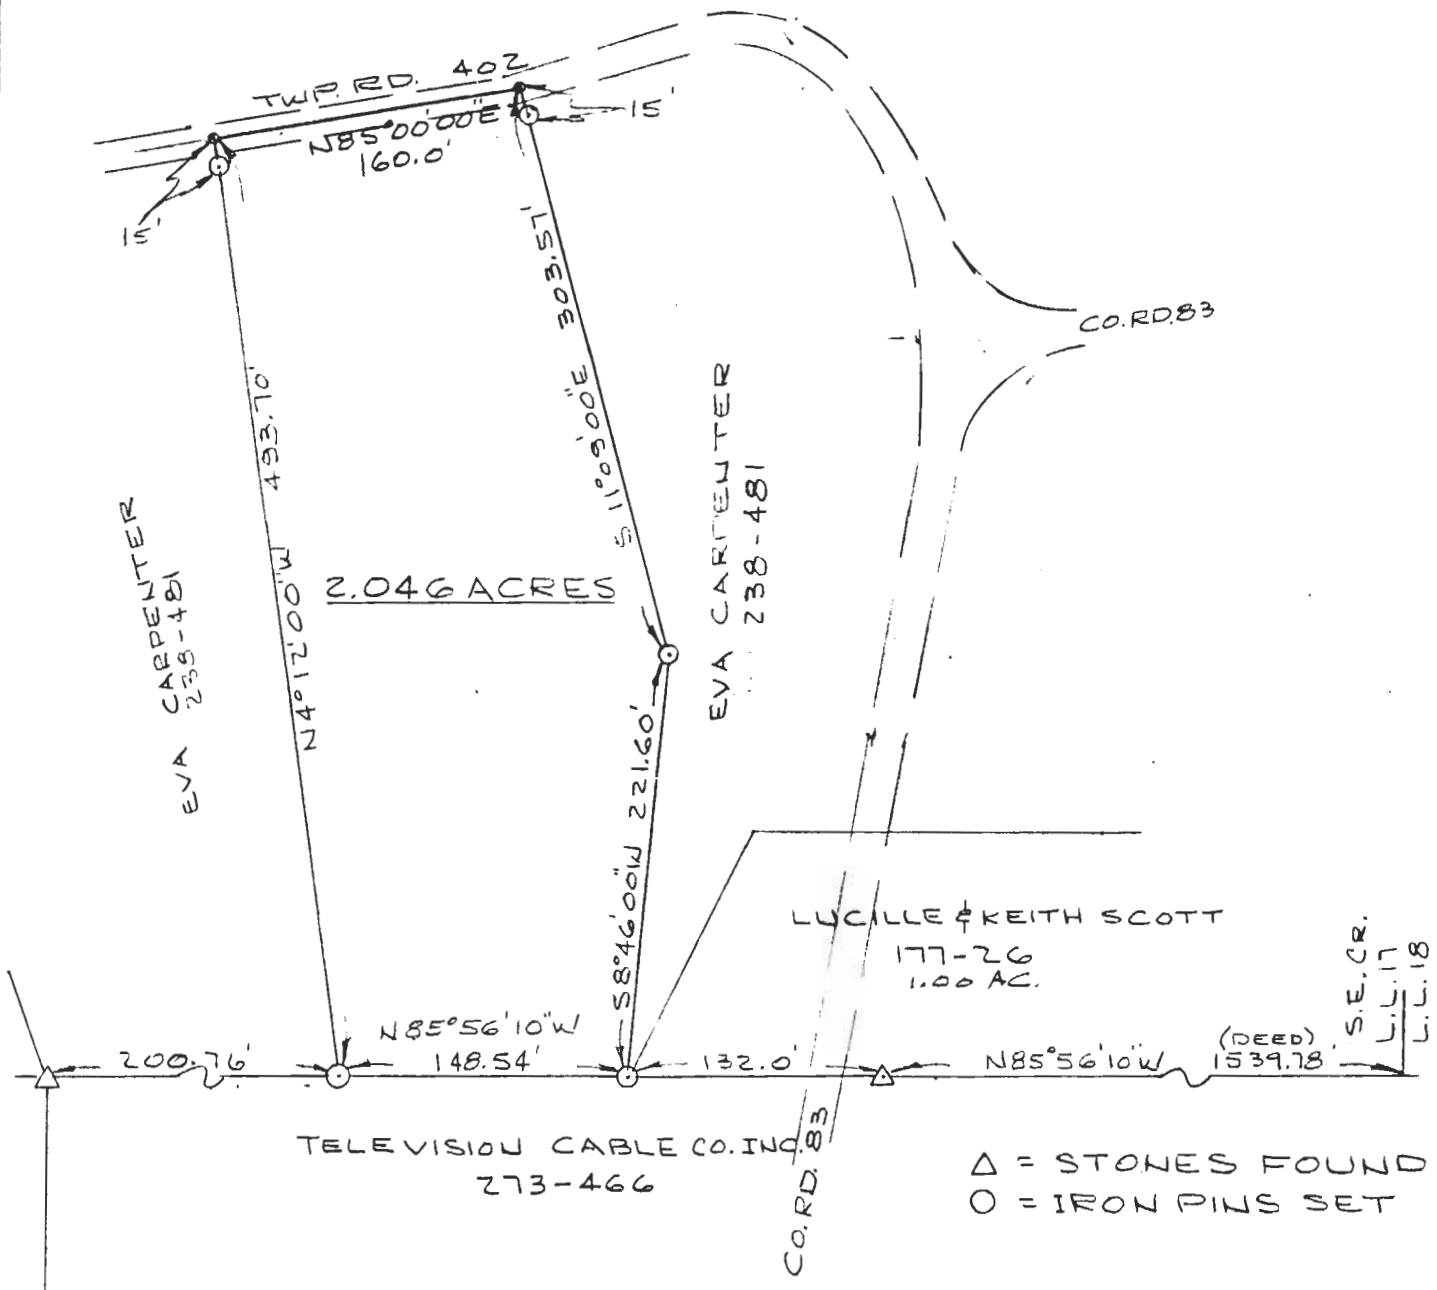 TWP. RD. 402
N85°00'00"E
160.0'
15'
15'
S 11°09'00"E 303.57'
N4°12'00"W 493.70'
2.046 ACRES
EVA CARPENTER
238-481
EVA CARPENTER
238-481
CO. RD. 83
S8°46'00"W 221.60'
LUCILLE & KEITH SCOTT
177-26
1.00 AC.
S.E. CR.
L.L. 17
L.L. 18
200.76'
N85°56'10"W
148.54'
132.0'
N85°56'10"W
(DEED)
1539.78'
TELEVISION CABLE CO. INC.
273-466
CO. RD. 83
△ = STONES FOUND
○ = IRON PINS SET